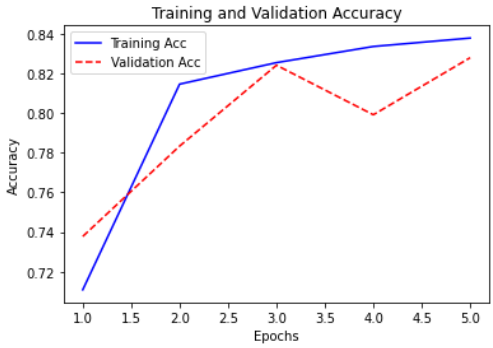 Training and Validation Accuracy
Training Acc
Validation Acc
Accuracy
0.84
0.82
0.80
0.78
0.76
0.74
0.72
1.0 1.5 2.0 2.5 3.0 3.5 4.0 4.5 5.0
Epochs